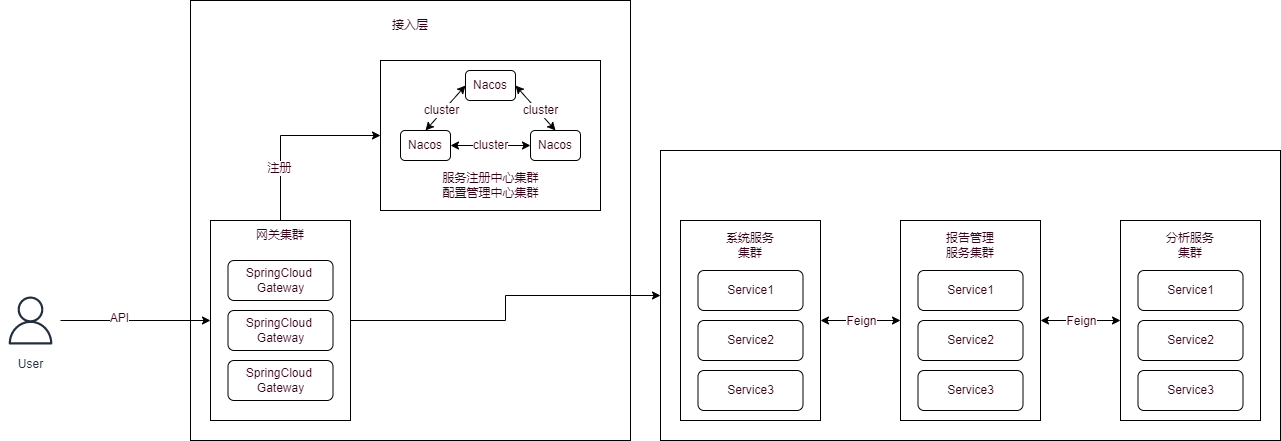 接入层
Nacos
cluster
cluster
Nacos
cluster
Nacos
服务注册中心集群
配置管理中心集群
注册
网关集群
SpringCloud
Gateway
SpringCloud
Gateway
SpringCloud
Gateway
User
API
系统服务
集群
Service1
Service2
Service3
Feign
报告管理
服务集群
Service1
Service2
Service3
Feign
分析服务
集群
Service1
Service2
Service3